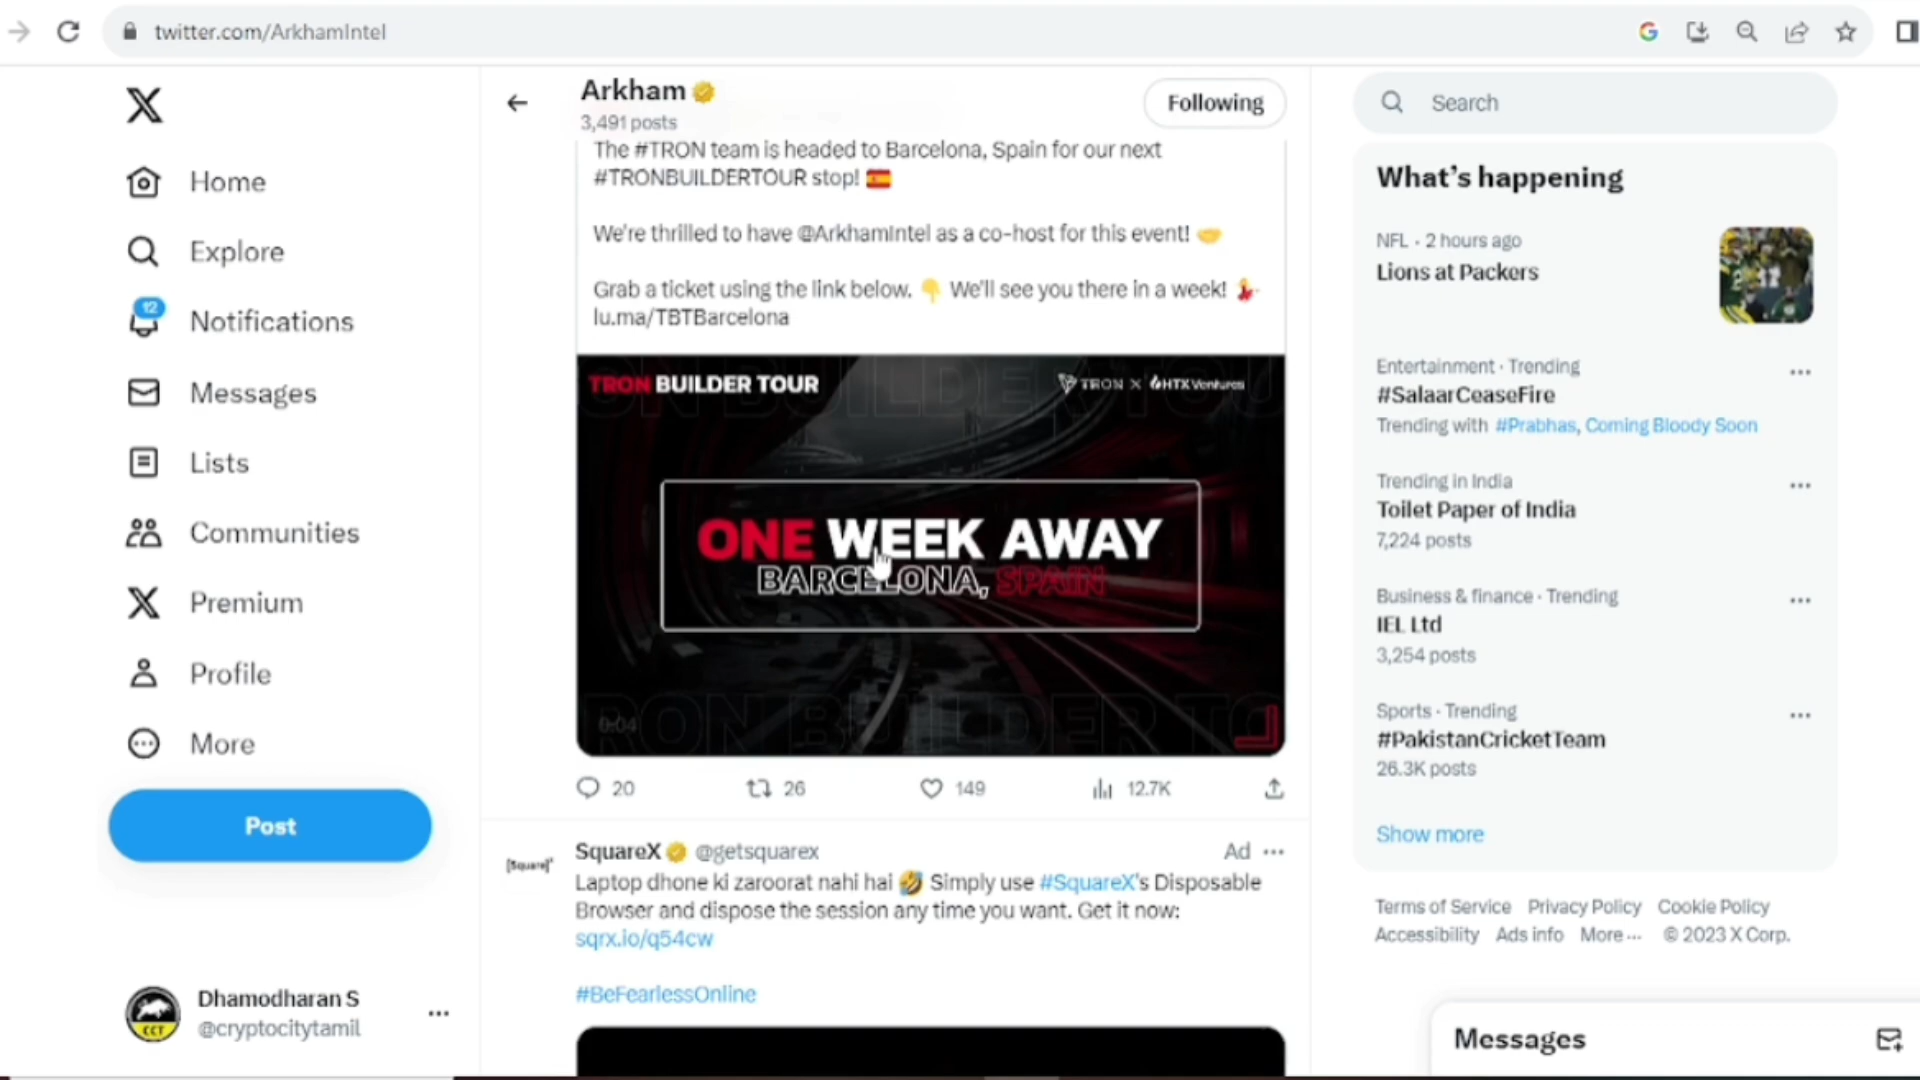 twitter.com/ArkhamIntel
Home
Explore
12
Notifications
Messages
Lists
Communities
Premium
Profile
More
Post
CCT
Dhamodharan S
@cryptocitytamil
Arkham
3,491 posts
Following
The #TRON team is headed to Barcelona, Spain for our next
#TRONBUILDERTOUR stop! 🇪🇸
We're thrilled to have @ArkhamIntel as a co-host for this event! 🤝
Grab a ticket using the link below. 👇 We'll see you there in a week! 💃
lu.ma/TBTBarcelona
TRON BUILDER TOUR
TRON X HTX Ventures
ONE WEEK AWAY
BARCELONA, SPAIN
0:04
20
26
149
12.7K
[Square]x
SquareX @getsquarex
Ad
Laptop dhone ki zaroorat nahi hai 🤣 Simply use #SquareX's Disposable
Browser and dispose the session any time you want. Get it now:
sqrx.io/q54cw
#BeFearlessOnline
Search
What's happening
NFL · 2 hours ago
Lions at Packers
Entertainment · Trending
#SalaarCeaseFire
Trending with #Prabhas, Coming Bloody Soon
Trending in India
Toilet Paper of India
7,224 posts
Business & finance · Trending
IEL Ltd
3,254 posts
Sports · Trending
#PakistanCricketTeam
26.3K posts
Show more
Terms of Service Privacy Policy Cookie Policy
Accessibility Ads info More ··· © 2023 X Corp.
Messages